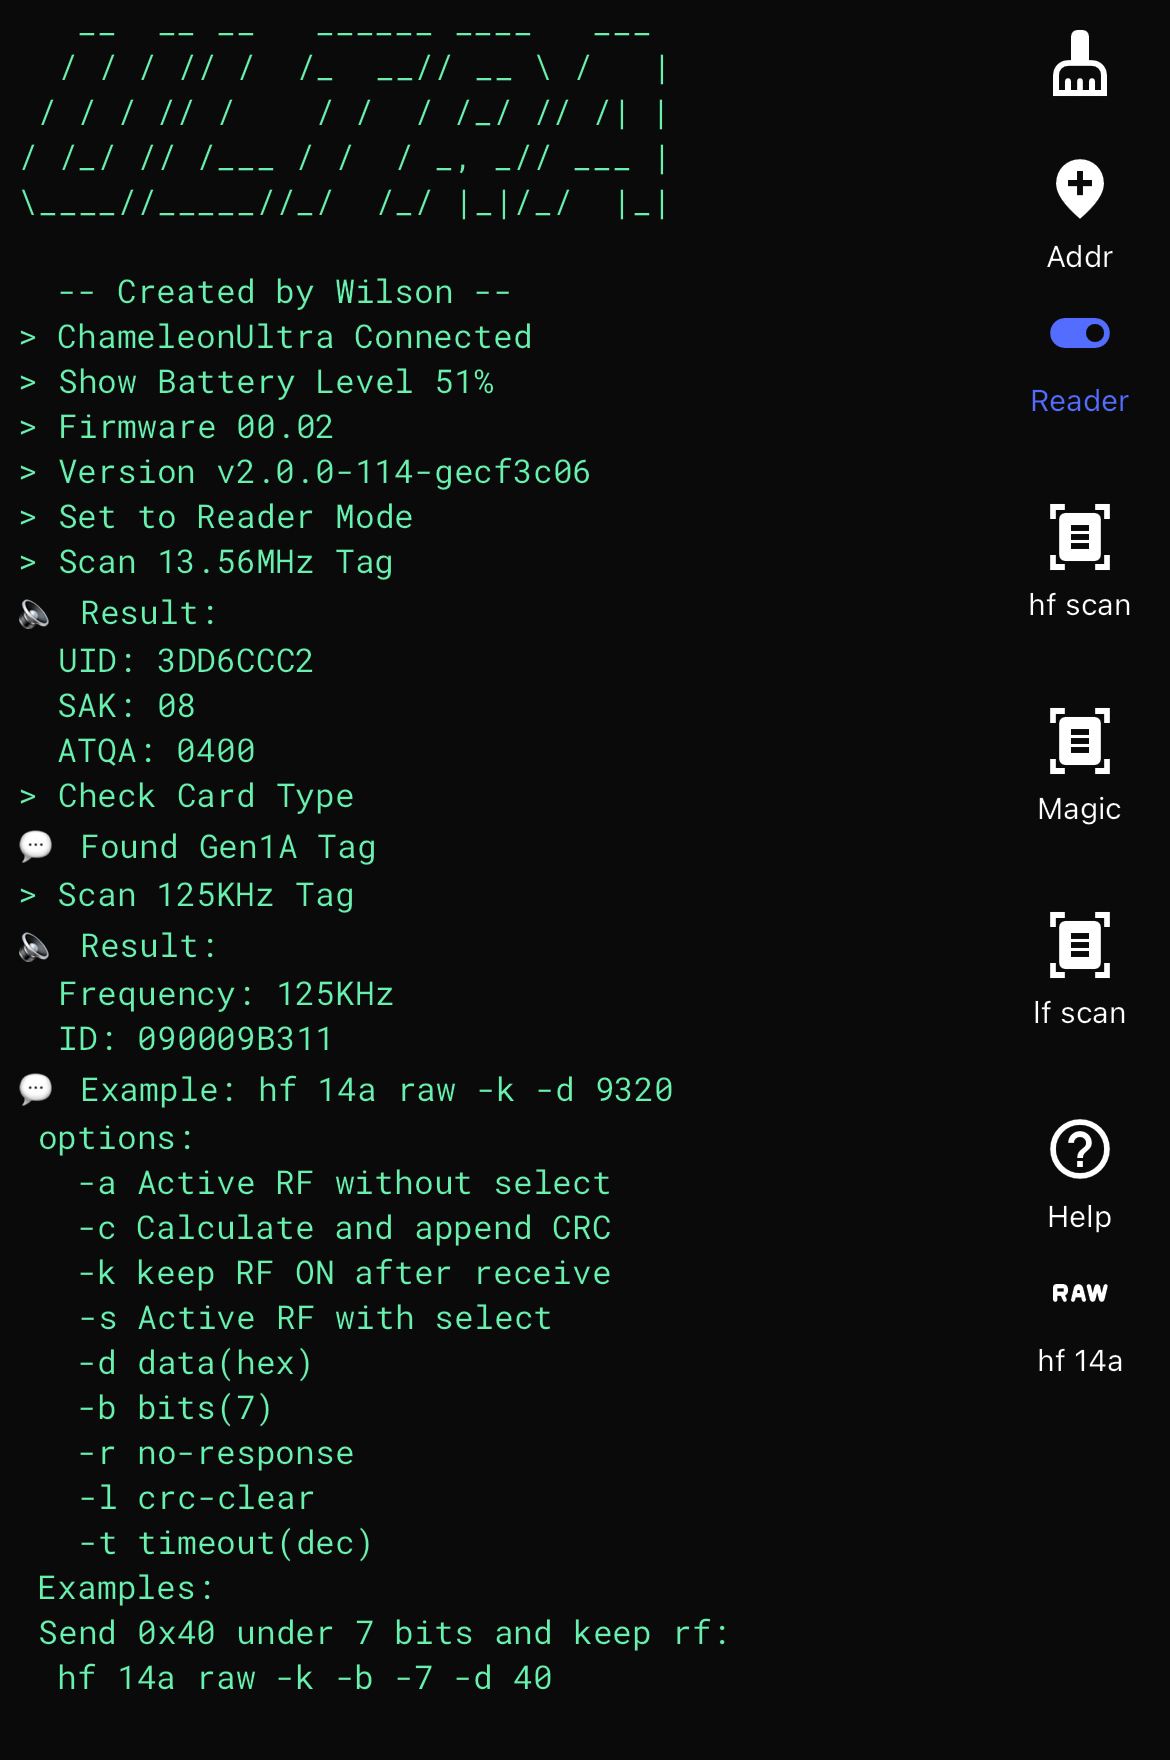 __  __ __   ______ ____   ___
  / / / // /  /_  __// __ \ /   |
 / / / // /    / /  / /_/ // /| |
/ /_/ // /___ / /  / _, _// ___ |
\____//_____//_/  /_/ |_|/_/  |_|
-- Created by Wilson --
> ChameleonUltra Connected
> Show Battery Level 51%
> Firmware 00.02
> Version v2.0.0-114-gecf3c06
> Set to Reader Mode
> Scan 13.56MHz Tag
🔈 Result:
UID: 3DD6CCC2
SAK: 08
ATQA: 0400
> Check Card Type
💬 Found Gen1A Tag
> Scan 125KHz Tag
🔈 Result:
Frequency: 125KHz
ID: 090009B311
💬 Example: hf 14a raw -k -d 9320
options:
-a Active RF without select
-c Calculate and append CRC
-k keep RF ON after receive
-s Active RF with select
-d data(hex)
-b bits(7)
-r no-response
-l crc-clear
-t timeout(dec)
Examples:
Send 0x40 under 7 bits and keep rf:
hf 14a raw -k -b -7 -d 40
Addr
Reader
hf scan
Magic
lf scan
Help
RAW
hf 14a